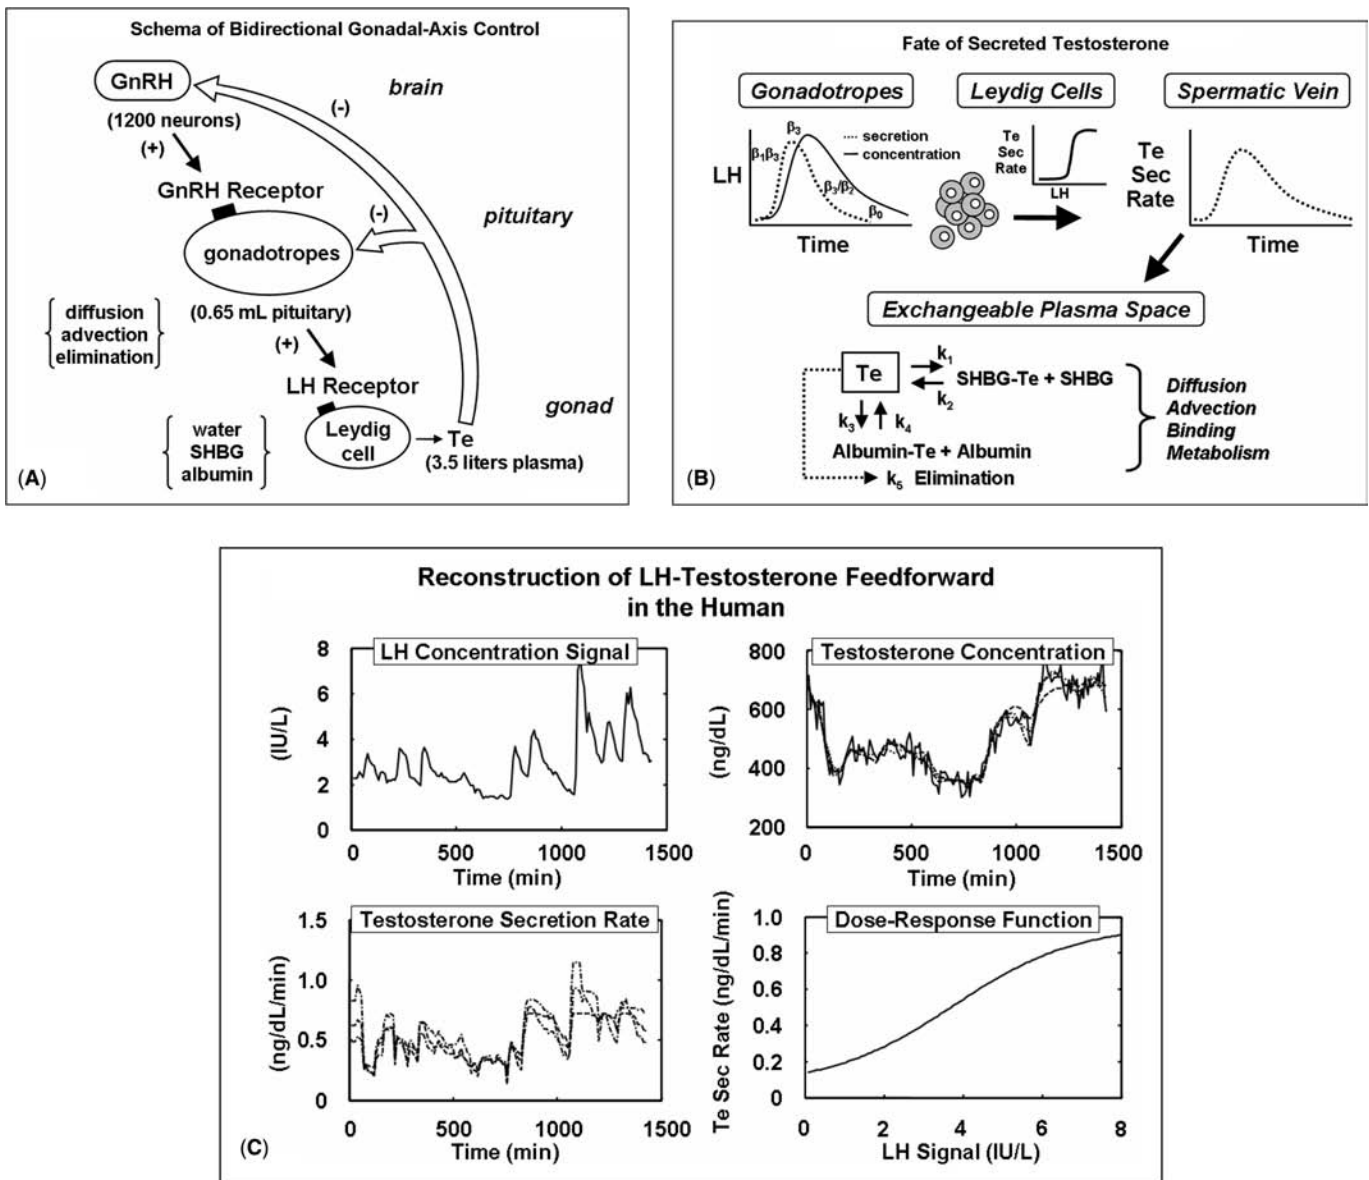 Schema of Bidirectional Gonadal-Axis Control
GnRH
brain
(-)
(1200 neurons)
(+)
GnRH Receptor
(-)
pituitary
gonadotropes
diffusion
advection
elimination
(0.65 mL pituitary)
(+)
LH Receptor
gonad
water
SHBG
albumin
Leydig
cell
Te
(3.5 liters plasma)
(A)
Fate of Secreted Testosterone
Gonadotropes
Leydig Cells
Spermatic Vein
β3
secretion
concentration
β1β3
β3/β2
β0
LH
Time
Te
Sec
Rate
LH
Te
Sec
Rate
Time
Exchangeable Plasma Space
Te
k1
SHBG-Te + SHBG
k2
k3
k4
Albumin-Te + Albumin
k5 Elimination
Diffusion
Advection
Binding
Metabolism
(B)
Reconstruction of LH-Testosterone Feedforward
in the Human
LH Concentration Signal
8
6
4
2
0
(IU/L)
0 500 1000 1500
Time (min)
Testosterone Concentration
800
600
400
200
(ng/dL)
0 500 1000 1500
Time (min)
Testosterone Secretion Rate
1.5
1.0
0.5
0
(ng/dL/min)
0 500 1000 1500
Time (min)
Dose-Response Function
1.0
0.8
0.6
0.4
0.2
0
Te Sec Rate (ng/dL/min)
0 2 4 6 8
LH Signal (IU/L)
(C)